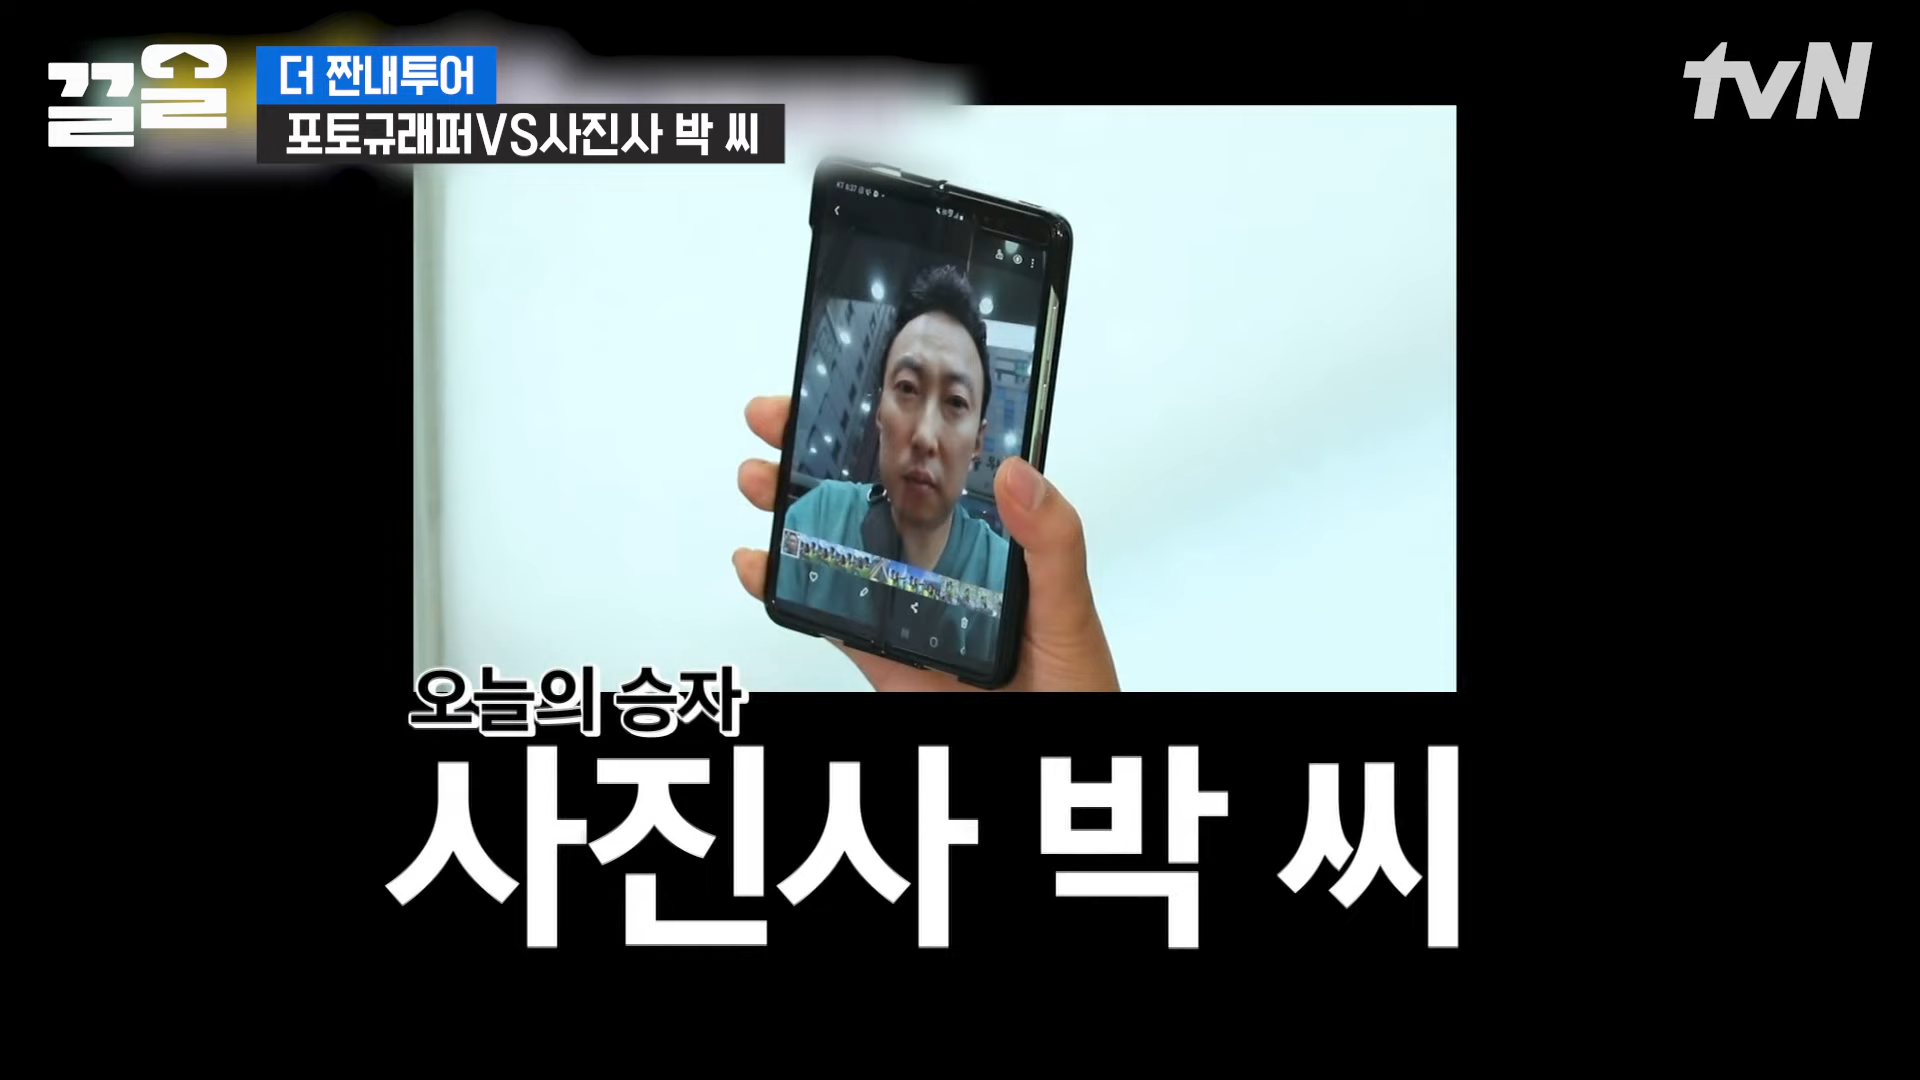 끌올
더 짠내투어
포토규래퍼VS사진사 박 씨
tvN
오늘의 승자
사진사 박 씨